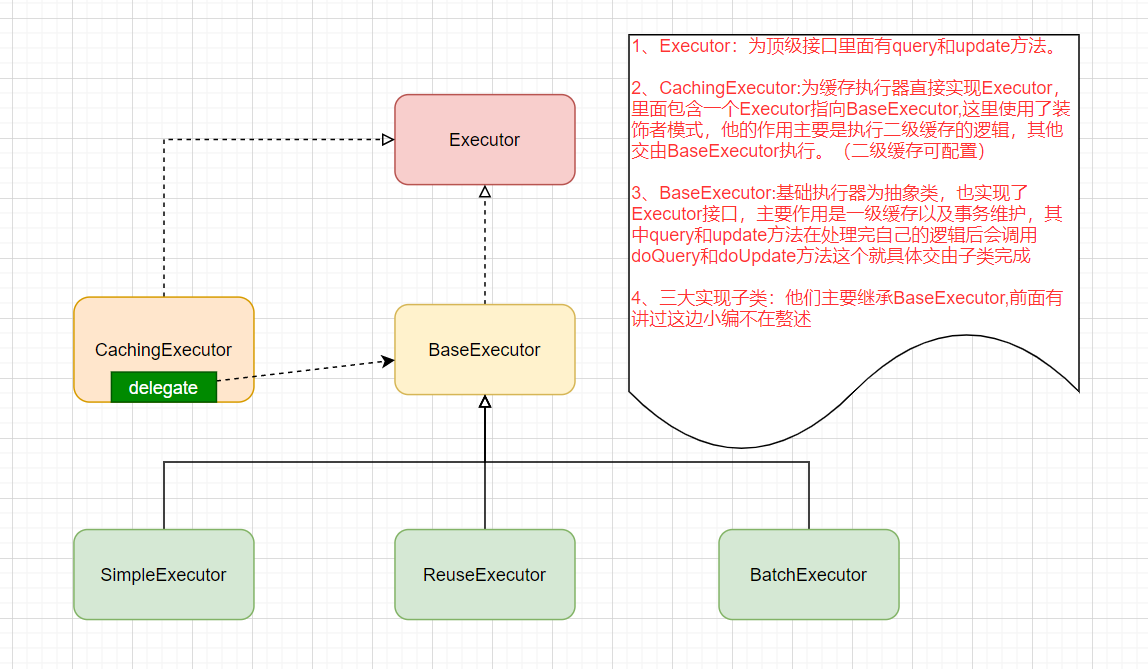 Executor
CachingExecutor
delegate
BaseExecutor
SimpleExecutor
ReuseExecutor
BatchExecutor
1、Executor：为顶级接口里面有query和update方法。
2、CachingExecutor:为缓存执行器直接实现Executor，
里面包含一个Executor指向BaseExecutor,这里使用了装
饰者模式，他的作用主要是执行二级缓存的逻辑，其他
交由BaseExecutor执行。（二级缓存可配置）
3、BaseExecutor:基础执行器为抽象类，也实现了
Executor接口，主要作用是一级缓存以及事务维护，其
中query和update方法在处理完自己的逻辑后会调用
doQuery和doUpdate方法这个就具体交由子类完成
4、三大实现子类：他们主要继承BaseExecutor,前面有
讲过这边小编不在熬述